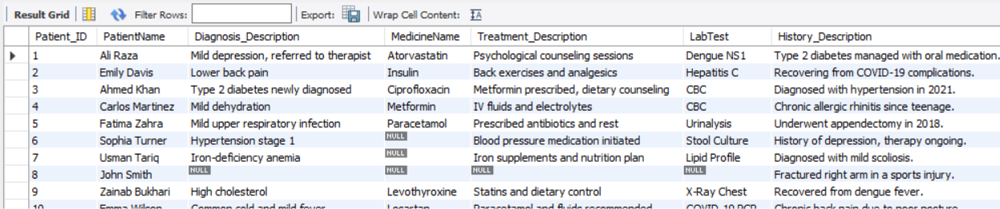 Result Grid Filter Rows: Export: Wrap Cell Content: IA
Patient_ID PatientName Diagnosis_Description MedicineName Treatment_Description LabTest History_Description
1 Ali Raza Mild depression, referred to therapist Atorvastatin Psychological counseling sessions Dengue NS1 Type 2 diabetes managed with oral medication.
2 Emily Davis Lower back pain Insulin Back exercises and analgesics Hepatitis C Recovering from COVID-19 complications.
3 Ahmed Khan Type 2 diabetes newly diagnosed Ciprofloxacin Metformin prescribed, dietary counseling CBC Diagnosed with hypertension in 2021.
4 Carlos Martinez Mild dehydration Metformin IV fluids and electrolytes CBC Chronic allergic rhinitis since teenage.
5 Fatima Zahra Mild upper respiratory infection Paracetamol Prescribed antibiotics and rest Urinalysis Underwent appendectomy in 2018.
6 Sophia Turner Hypertension stage 1 NULL Blood pressure medication initiated Stool Culture History of depression, therapy ongoing.
7 Usman Tariq Iron-deficiency anemia NULL Iron supplements and nutrition plan Lipid Profile Diagnosed with mild scoliosis.
8 John Smith NULL NULL NULL NULL Fractured right arm in a sports injury.
9 Zainab Bukhari High cholesterol Levothyroxine Statins and dietary control X-Ray Chest Recovered from dengue fever.
10 Emma Wilson Common cold and mild fever Losartan Paracetamol and fluids recommended COVID-19 PCR Chronic back pain due to poor posture.